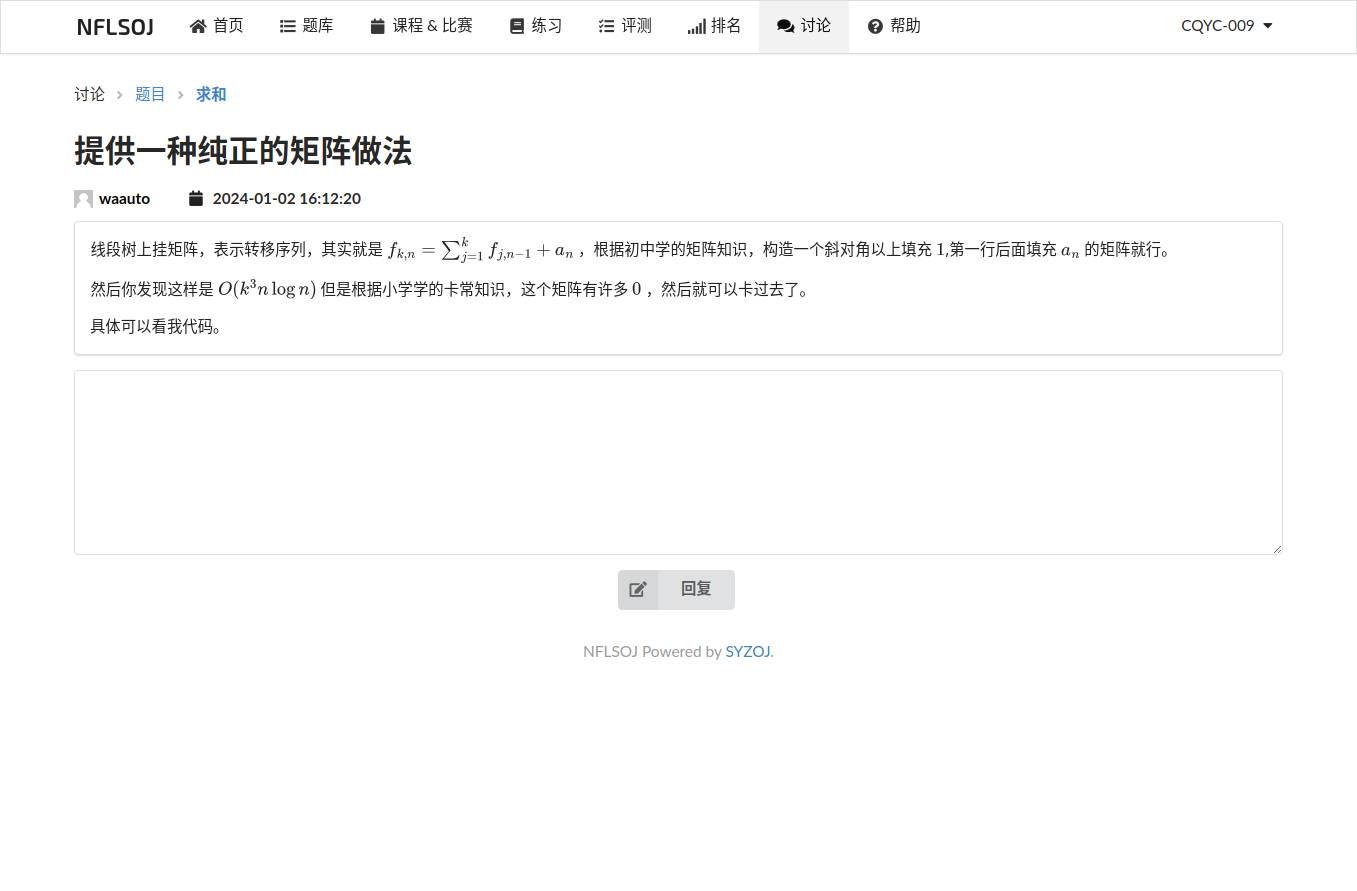 NFLSOJ 首页 题库 课程 & 比赛 练习 评测 排名 讨论 帮助 CQYC-009
讨论 题目 求和
提供一种纯正的矩阵做法
waauto 2024-01-02 16:12:20
线段树上挂矩阵，表示转移序列，其实就是 $f_{k,n} = \sum_{j=1}^{k} f_{j,n-1} + a_n$ ，根据初中学的矩阵知识，构造一个斜对角以上填充 1,第一行后面填充 $a_n$ 的矩阵就行。
然后你发现这样是 $O(k^3 n \log n)$ 但是根据小学学的卡常知识，这个矩阵有许多 0 ，然后就可以卡过去了。
具体可以看我代码。
回复
NFLSOJ Powered by SYZOJ.